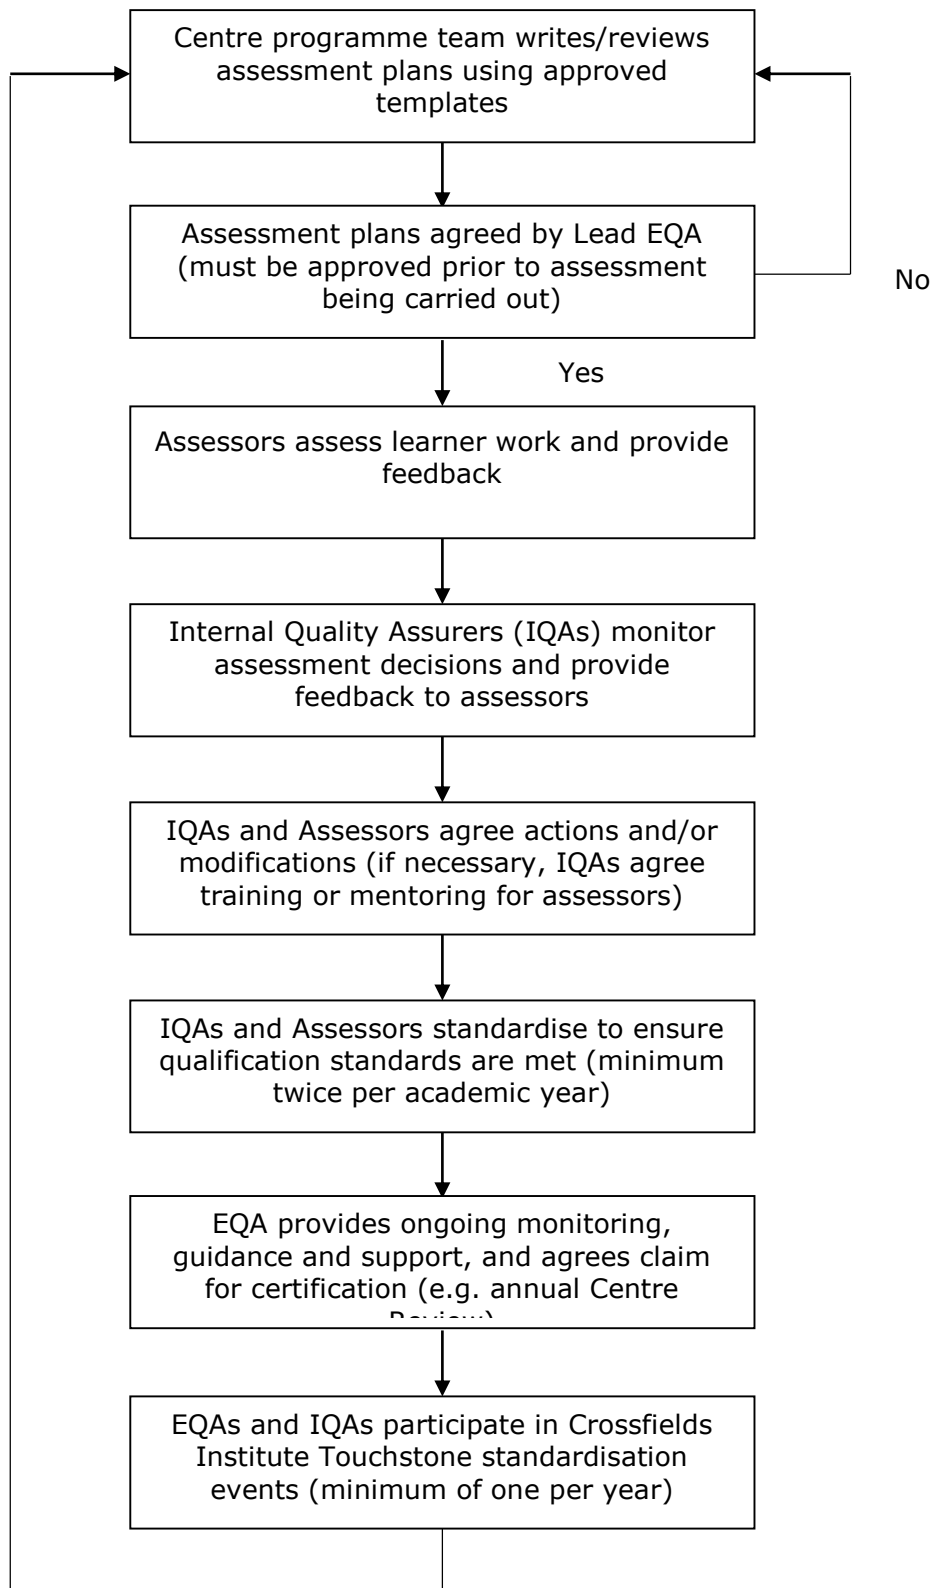 Centre programme team writes/reviews
assessment plans using approved
templates
Assessment plans agreed by Lead EQA
(must be approved prior to assessment
being carried out)
No
Yes
Assessors assess learner work and provide
feedback
Internal Quality Assurers (IQAs) monitor
assessment decisions and provide
feedback to assessors
IQAs and Assessors agree actions and/or
modifications (if necessary, IQAs agree
training or mentoring for assessors)
IQAs and Assessors standardise to ensure
qualification standards are met (minimum
twice per academic year)
EQA provides ongoing monitoring,
guidance and support, and agrees claim
for certification (e.g. annual Centre
Review)
EQAs and IQAs participate in Crossfields
Institute Touchstone standardisation
events (minimum of one per year)